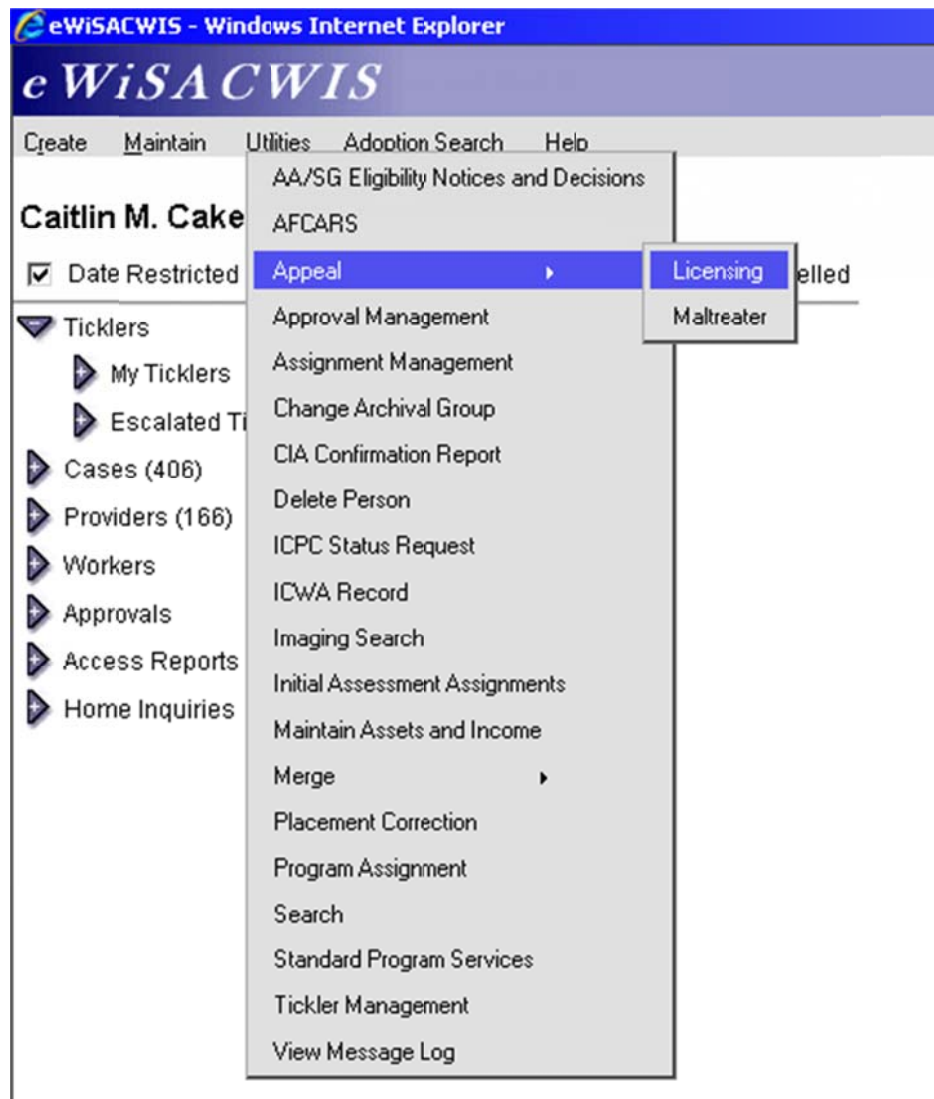 eWiSACWIS - Windows Internet Explorer
e WiSACWIS
Create Maintain Utilities Adoption Search Help
Caitlin M. Cake
Date Restricted
Ticklers
My Ticklers
Escalated
Cases (406)
Providers (166)
Workers
Approvals
Access Reports
Home Inquiries
AA/SG Eligibility Notices and Decisions
AFCARS
Appeal
Approval Management
Assignment Management
Change Archival Group
CIA Confirmation Report
Delete Person
ICPC Status Request
ICWA Record
Imaging Search
Initial Assessment Assignments
Maintain Assets and Income
Merge
Placement Correction
Program Assignment
Search
Standard Program Services
Tickler Management
View Message Log
Licensing
Maltreater